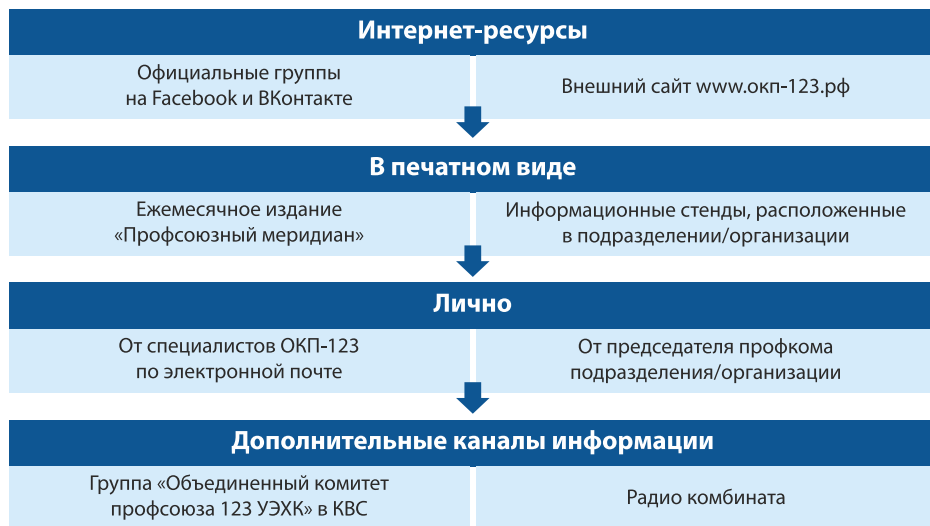 Интернет-ресурсы
Официальные группы
на Facebook и ВКонтакте
Внешний сайт www.окп-123.рф
В печатном виде
Ежемесячное издание
«Профсоюзный меридиан»
Информационные стенды, расположенные
в подразделении/организации
Лично
От специалистов ОКП-123
по электронной почте
От председателя профкома
подразделения/организации
Дополнительные каналы информации
Группа «Объединенный комитет
профсоюза 123 УЭХК» в КВС
Радио комбината